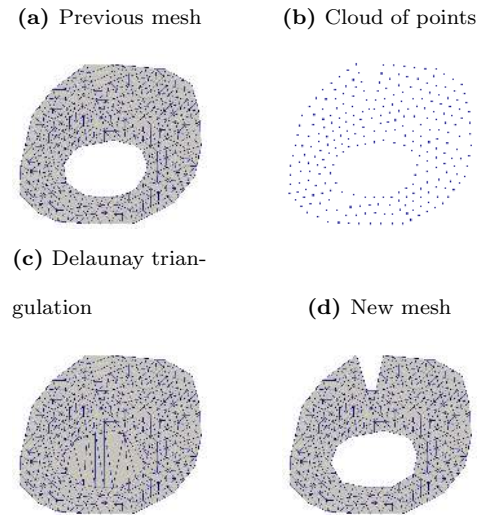 (a) Previous mesh
(b) Cloud of points
(c) Delaunay trian-
gulation
(d) New mesh